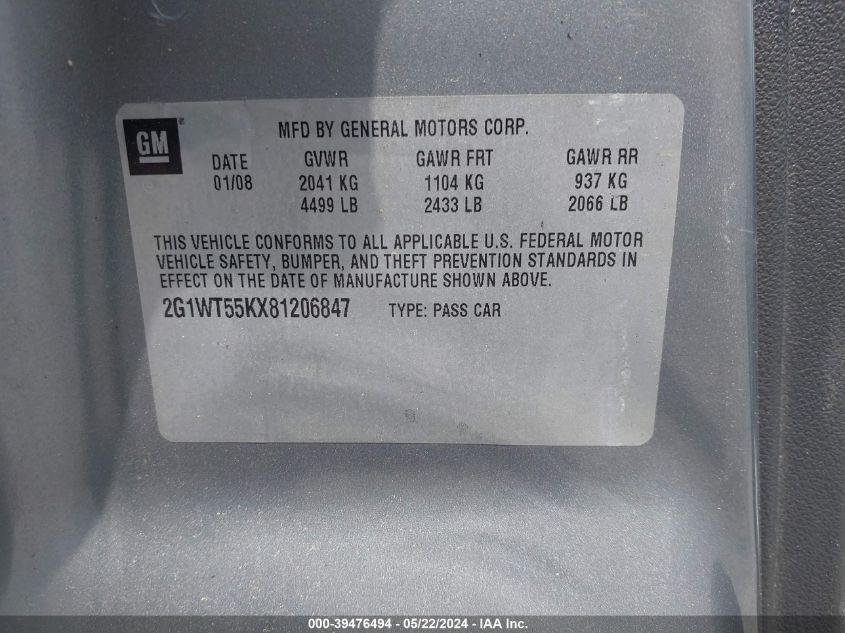 GM
MFD BY GENERAL MOTORS CORP.
DATE GVWR GAWR FRT GAWR RR
01/08 2041 KG 1104 KG 937 KG
4499 LB 2433 LB 2066 LB
THIS VEHICLE CONFORMS TO ALL APPLICABLE U.S. FEDERAL MOTOR
VEHICLE SAFETY, BUMPER, AND THEFT PREVENTION STANDARDS IN
EFFECT ON THE DATE OF MANUFACTURE SHOWN ABOVE.
2G1WT55KX81206847 TYPE: PASS CAR
000-39476494 - 05/22/2024 - IAA Inc.